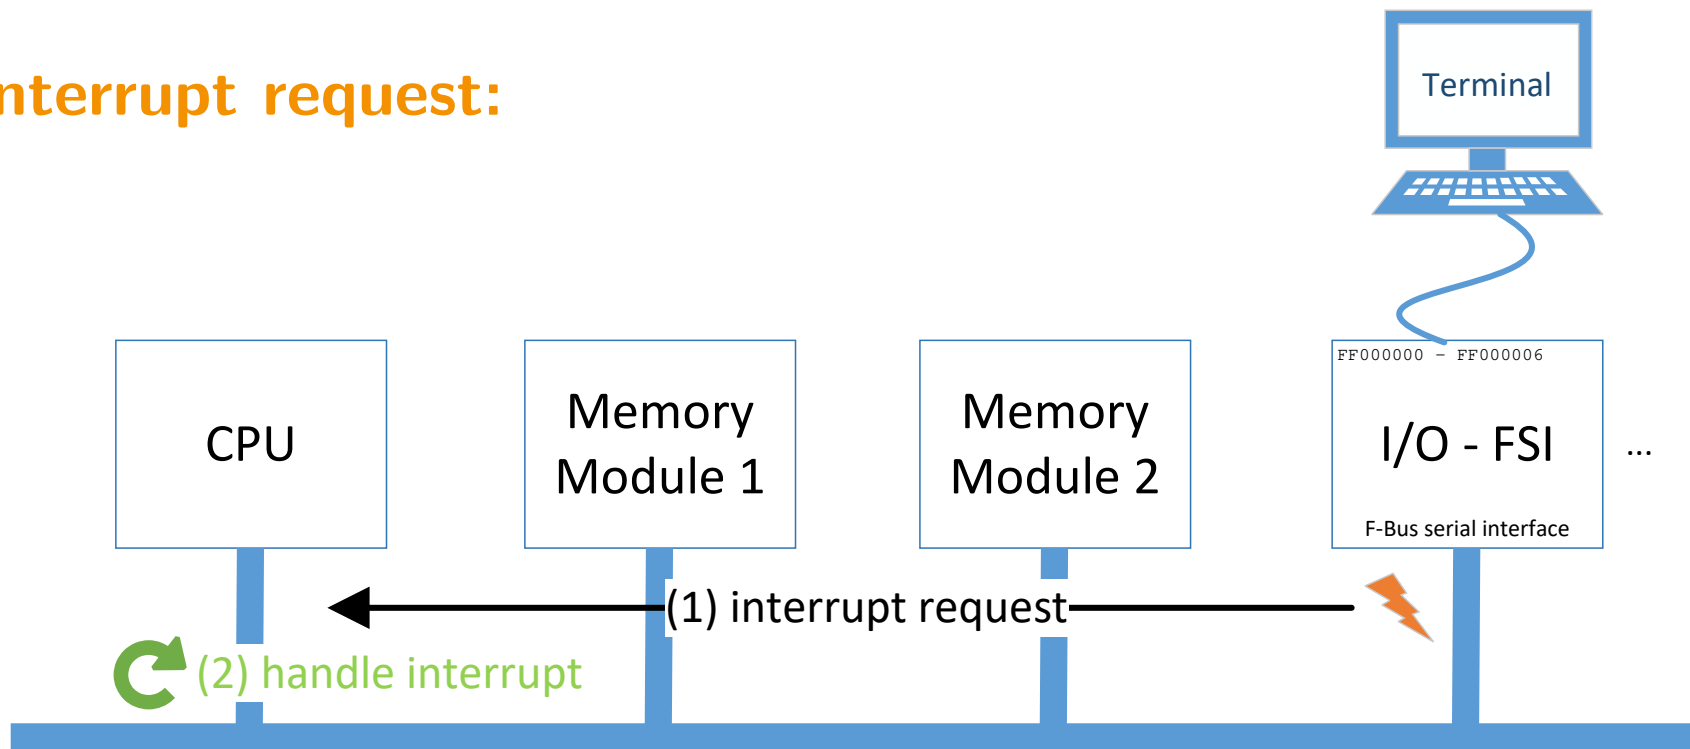 nterrupt request:
Terminal
CPU
Memory
Module 1
Memory
Module 2
FF000000 – FF000006
I/O - FSI
F-Bus serial interface
...
(1) interrupt request
(2) handle interrupt